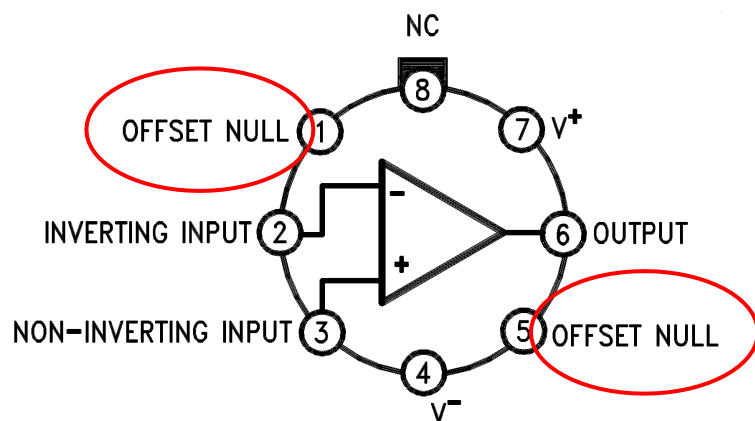 NC
8
OFFSET NULL 1
7 V+
INVERTING INPUT 2
-
6 OUTPUT
+
NON-INVERTING INPUT 3
5 OFFSET NULL
4
V-